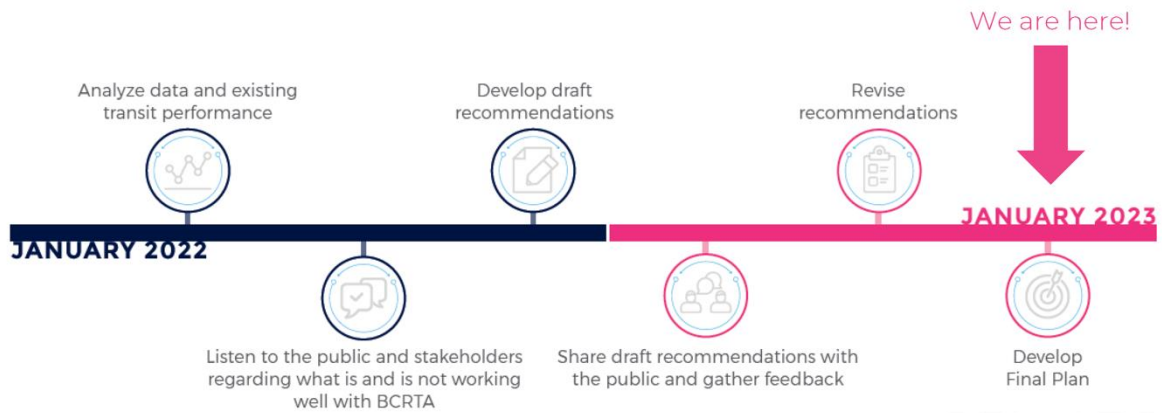 We are here!
Analyze data and existing
transit performance
Develop draft
recommendations
Revise
recommendations
JANUARY 2023
JANUARY 2022
Listen to the public and stakeholders
regarding what is and is not working
well with BCRTA
Share draft recommendations with
the public and gather feedback
Develop
Final Plan